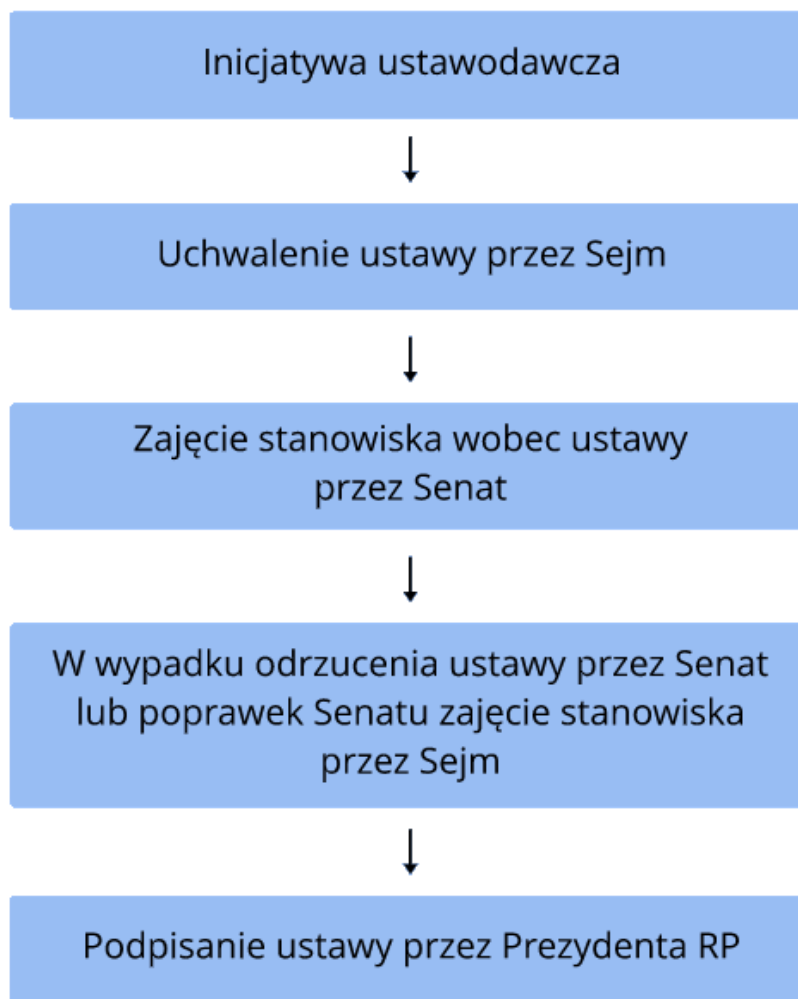 Inicjatywa ustawodawcza
Uchwalenie ustawy przez Sejm
Zajęcie stanowiska wobec ustawy
przez Senat
W wypadku odrzucenia ustawy przez Senat
lub poprawek Senatu zajęcie stanowiska
przez Sejm
Podpisanie ustawy przez Prezydenta RP